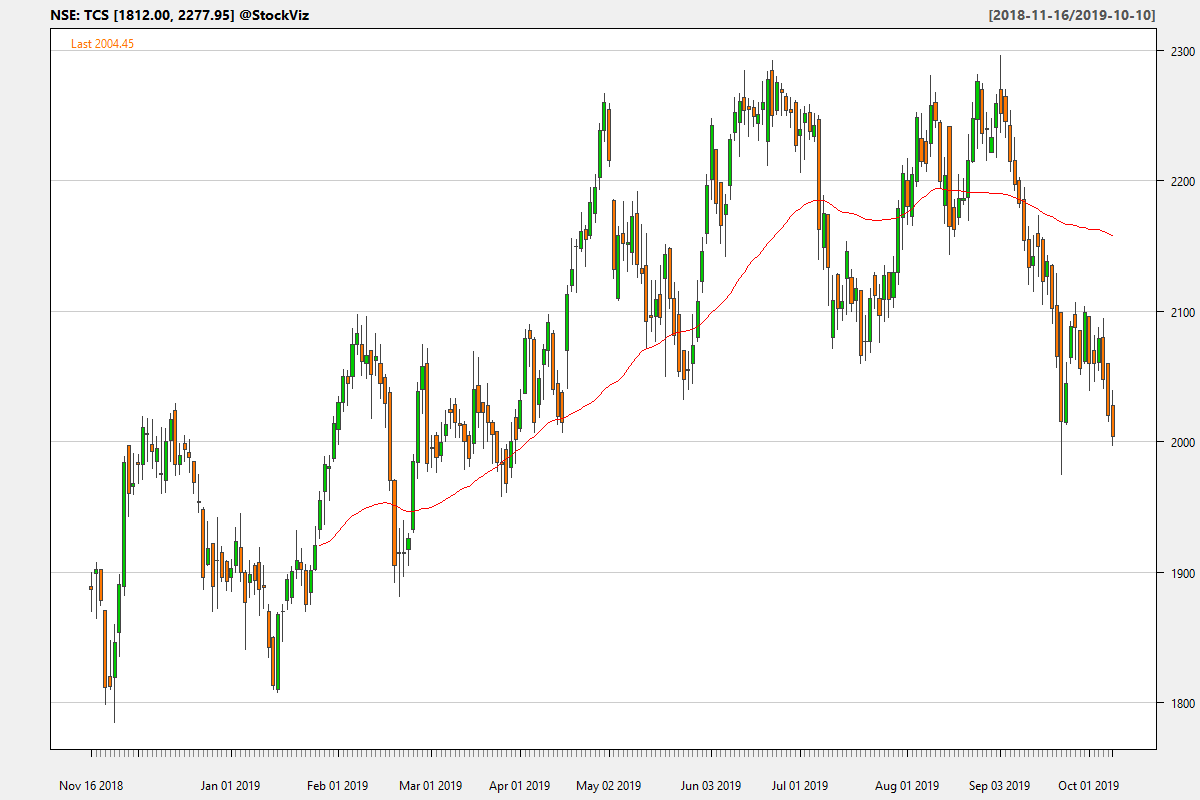 NSE: TCS [1812.00, 2277.95] @StockViz [2018-11-16/2019-10-10]
Last 2004.45
2300
2200
2100
2000
1900
1800
Nov 16 2018 Jan 01 2019 Feb 01 2019 Mar 01 2019 Apr 01 2019 May 02 2019 Jun 03 2019 Jul 01 2019 Aug 01 2019 Sep 03 2019 Oct 01 2019